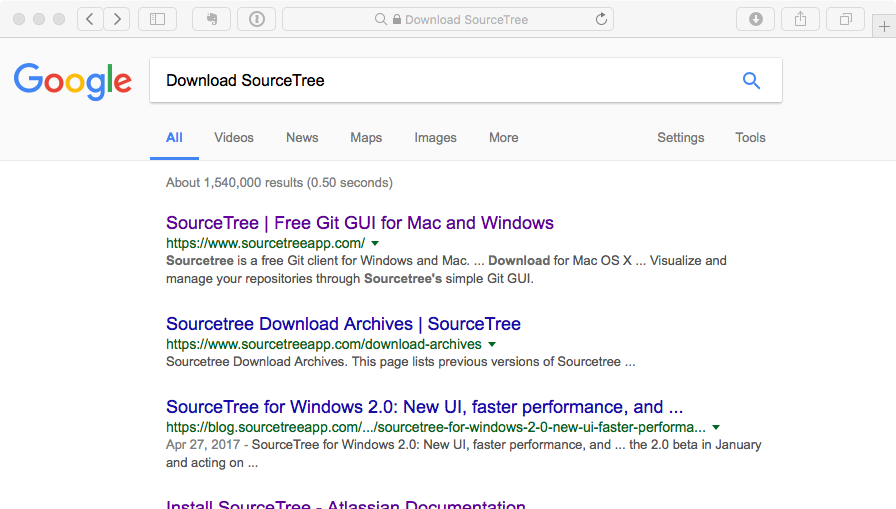 Download SourceTree
Google
Download SourceTree
All Videos News Maps Images More Settings Tools
About 1,540,000 results (0.50 seconds)
SourceTree | Free Git GUI for Mac and Windows
https://www.sourcetreeapp.com/
Sourcetree is a free Git client for Windows and Mac. ... Download for Mac OS X ... Visualize and
manage your repositories through Sourcetree's simple Git GUI.
Sourcetree Download Archives | SourceTree
https://www.sourcetreeapp.com/download-archives
Sourcetree Download Archives. This page lists previous versions of Sourcetree ...
SourceTree for Windows 2.0: New UI, faster performance, and ...
https://blog.sourcetreeapp.com/.../sourcetree-for-windows-2-0-new-ui-faster-performa...
Apr 27, 2017 - SourceTree for Windows 2.0: New UI, faster performance, and ... the 2.0 beta in January
and acting on ...
Install SourceTree - Atlassian Documentation